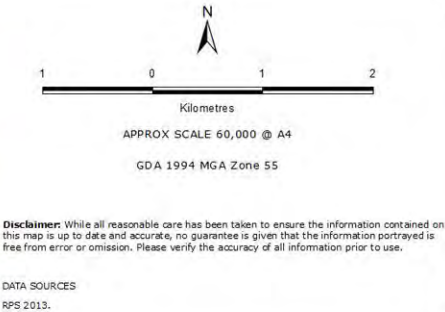 N
1 0 1 2
Kilometres
APPROX SCALE 60,000 @ A4
GDA 1994 MGA Zone 55
Disclaimer: While all reasonable care has been taken to ensure the information contained on
this map is up to date and accurate, no guarantee is given that the information portrayed is
free from error or omission. Please verify the accuracy of all information prior to use.
DATA SOURCES
RPS 2013.